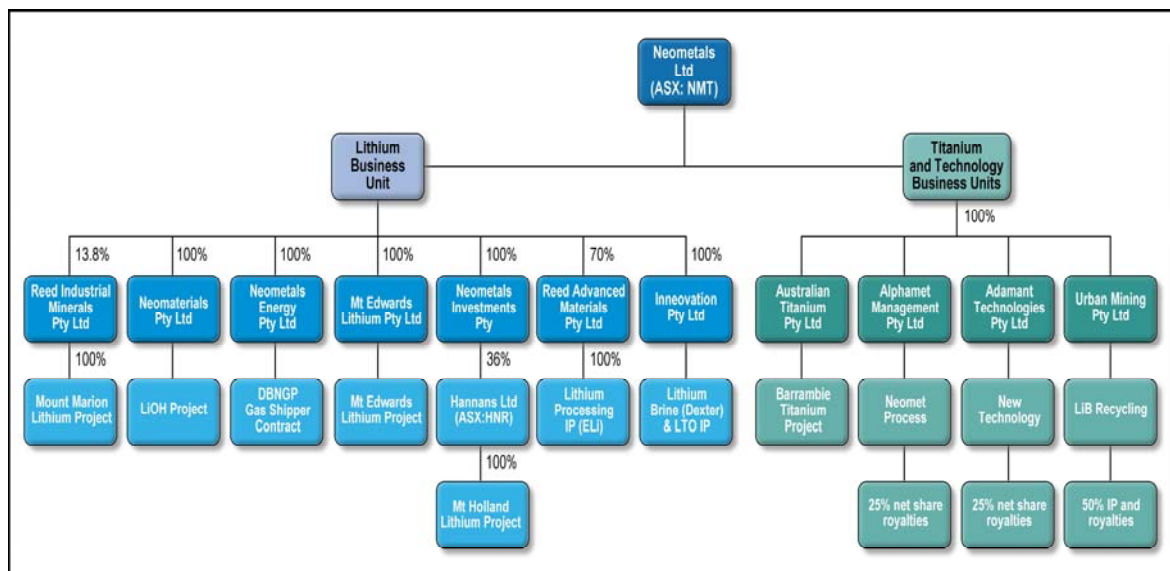 Neometals
Ltd
(ASX: NMT)
Lithium
Business
Unit
Titanium
and Technology
Business Units
100%
13.8%
100%
100%
100%
100%
70%
100%
Reed Industrial
Minerals
Pty Ltd
Neomaterials
Pty Ltd
Neometals
Energy
Pty Ltd
Mt Edwards
Lithium Pty Ltd
Neometals
Investments
Pty
Reed Advanced
Materials
Pty Ltd
Inneovation
Pty Ltd
Australian
Titanium
Pty Ltd
Alphamet
Management
Pty Ltd
Adamant
Technologies
Pty Ltd
Urban Mining
Pty Ltd
100%
36%
100%
Mount Marion
Lithium Project
LiOH Project
DBNGP
Gas Shipper
Contract
Mt Edwards
Lithium Project
Hannans Ltd
(ASX:HNR)
Lithium
Processing
IP (ELi)
Lithium
Brine (Dexter)
& LTO IP
Barrambie
Titanium
Project
Neomet
Process
New
Technology
LiB Recycling
100%
Mt Holland
Lithium Project
25% net share
royalties
25% net share
royalties
50% IP and
royalties